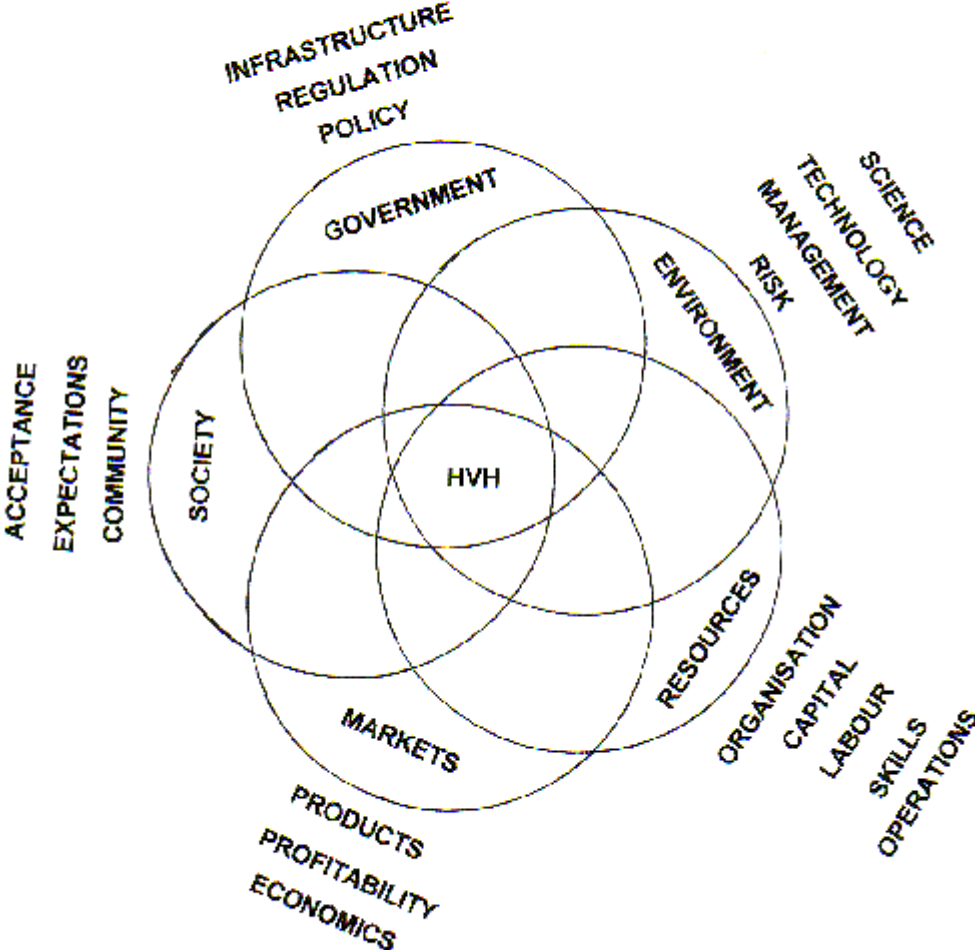 INFRASTRUCTURE
REGULATION
POLICY
GOVERNMENT
SCIENCE
TECHNOLOGY
MANAGEMENT
RISK
ENVIRONMENT
ACCEPTANCE
EXPECTATIONS
COMMUNITY
SOCIETY
HVH
RESOURCES
ORGANISATION
CAPITAL
LABOUR
SKILLS
OPERATIONS
MARKETS
PRODUCTS
PROFITABILITY
ECONOMICS